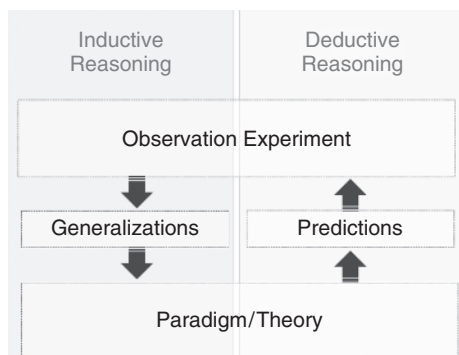 Inductive
Reasoning
Deductive
Reasoning
Observation Experiment
Generalizations
Predictions
Paradigm/Theory